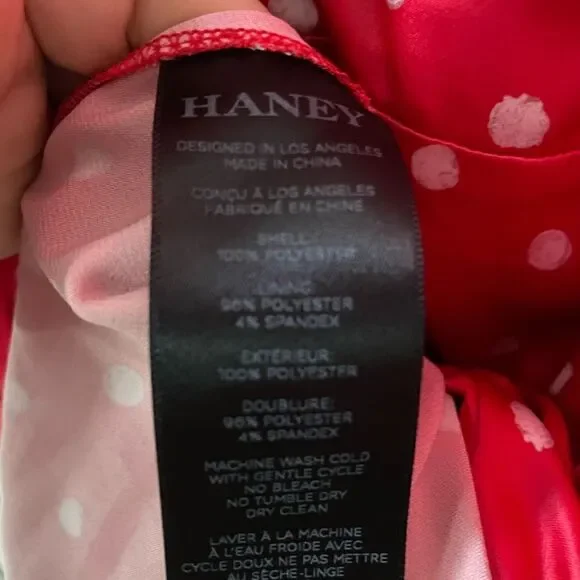 HANEY
DESIGNED IN LOS ANGELES
MADE IN CHINA
CONÇU À LOS ANGELES
FABRIQUÉ EN CHINE
SHELL:
100% POLYESTER
LINING:
96% POLYESTER
4% SPANDEX
EXTÉRIEUR:
100% POLYESTER
DOUBLURE:
96% POLYESTER
4% SPANDEX
MACHINE WASH COLD
WITH GENTLE CYCLE
NO BLEACH
NO TUMBLE DRY
DRY CLEAN
LAVER À LA MACHINE
À L'EAU FROIDE AVEC
CYCLE DOUX NE PAS METTRE
AU SÈCHE-LINGE